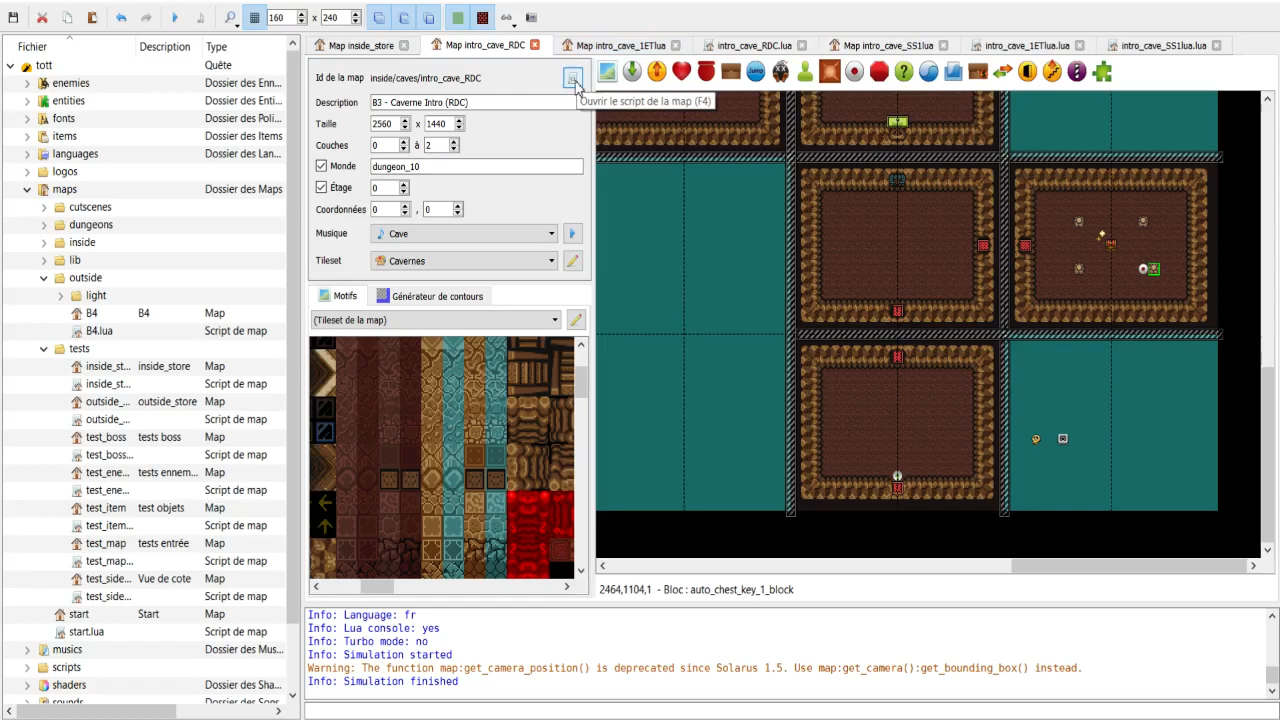 160 x 240
Fichier Description Type
tott Quête
enemies Dossier des Enn...
entities Dossier des Enti...
fonts Dossier des Poli...
items Dossier des Items
languages Dossier des Lan...
logos
maps Dossier des Maps
cutscenes
dungeons
inside
lib
outside
light
B4 B4 Map
B4.lua Script de map
tests
inside_st... inside_store Map
inside_st... Script de map
outside_... outside_store Map
outside_... Script de map
test_boss tests boss Map
test_boss... Script de map
test_ene... tests ennem... Map
test_ene... Script de map
test_item test objets Map
test_item... Script de map
test_map tests entrée Map
test_map... Script de map
test_side... Vue de cote Map
test_side... Script de map
start Start Map
start.lua Script de map
musics Dossier des Mus...
scripts Dossier des Scri...
shaders Dossier des Sha...
sounds Dossier des Son...
Map inside_store
Map intro_cave_RDC
Map intro_cave_1ETlua
intro_cave_RDC.lua
Map intro_cave_SS1lua
intro_cave_1ETlua.lua
intro_cave_SS1lua.lua
Id de la map inside/caves/intro_cave_RDC
Ouvrir le script de la map (F4)
Description B3 - Caverne Intro (RDC)
Taille 2560 x 1440
Couches 0 à 2
Monde dungeon_10
Étage 0
Coordonnées 0 , 0
Musique Cave
Tileset Cavernes
Motifs Générateur de contours
(Tileset de la map)
Jump
2464,1104,1 - Bloc : auto_chest_key_1_block
Info: Language: fr
Info: Lua console: yes
Info: Turbo mode: no
Info: Simulation started
Warning: The function map:get_camera_position() is deprecated since Solarus 1.5. Use map:get_camera():get_bounding_box() instead.
Info: Simulation finished